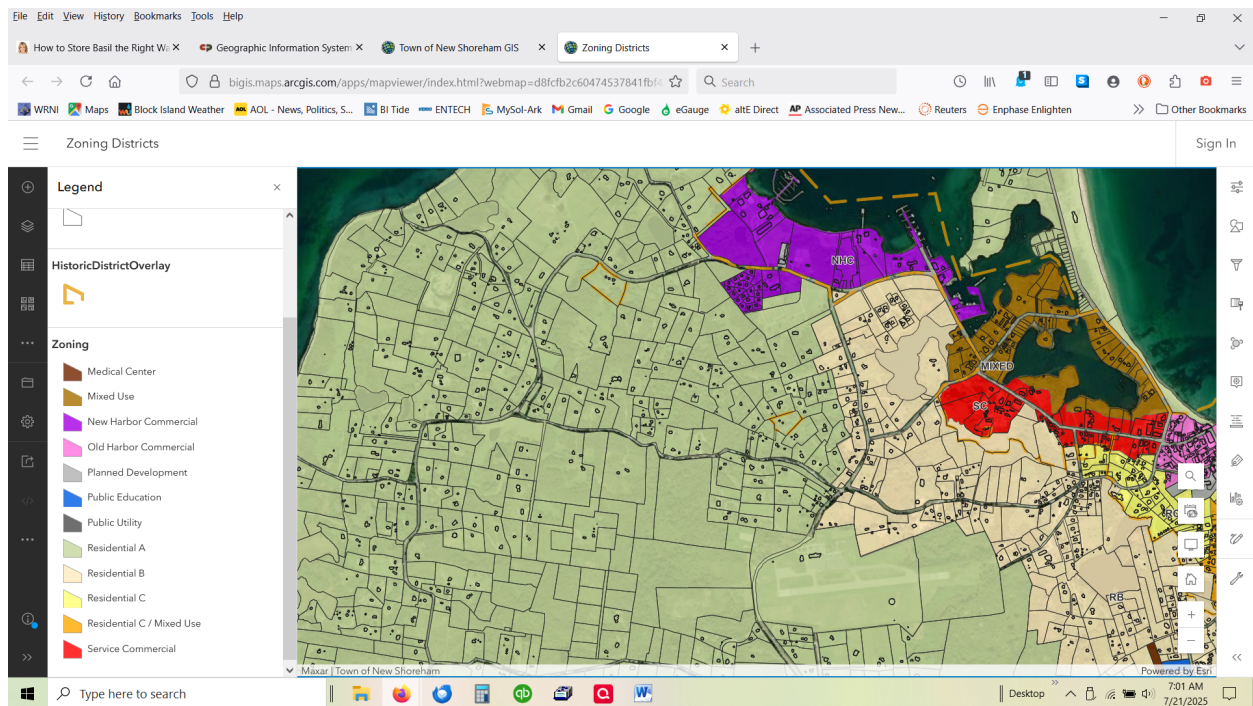 File Edit View History Bookmarks Tools Help
How to Store Basil the Right Wa
Geographic Information System
Town of New Shoreham GIS
Zoning Districts
bigis.maps.arcgis.com/apps/mapviewer/index.html?webmap=d8fcfb2c60474537841fbf4
Search
1
WRNI Maps Block Island Weather AOL - News, Politics, S... BI Tide ENTECH MySol-Ark Gmail Google eGauge altE Direct AP Associated Press New... Reuters Enphase Enlighten Other Bookmarks
Zoning Districts
Sign In
Legend
HistoricDistrictOverlay
Zoning
Medical Center
Mixed Use
New Harbor Commercial
Old Harbor Commercial
Planned Development
Public Education
Public Utility
Residential A
Residential B
Residential C
Residential C / Mixed Use
Service Commercial
NHC
MIXED
SC
RB
Maxar | Town of New Shoreham
Powered by Esri
Type here to search
Desktop
7:01 AM
7/21/2025